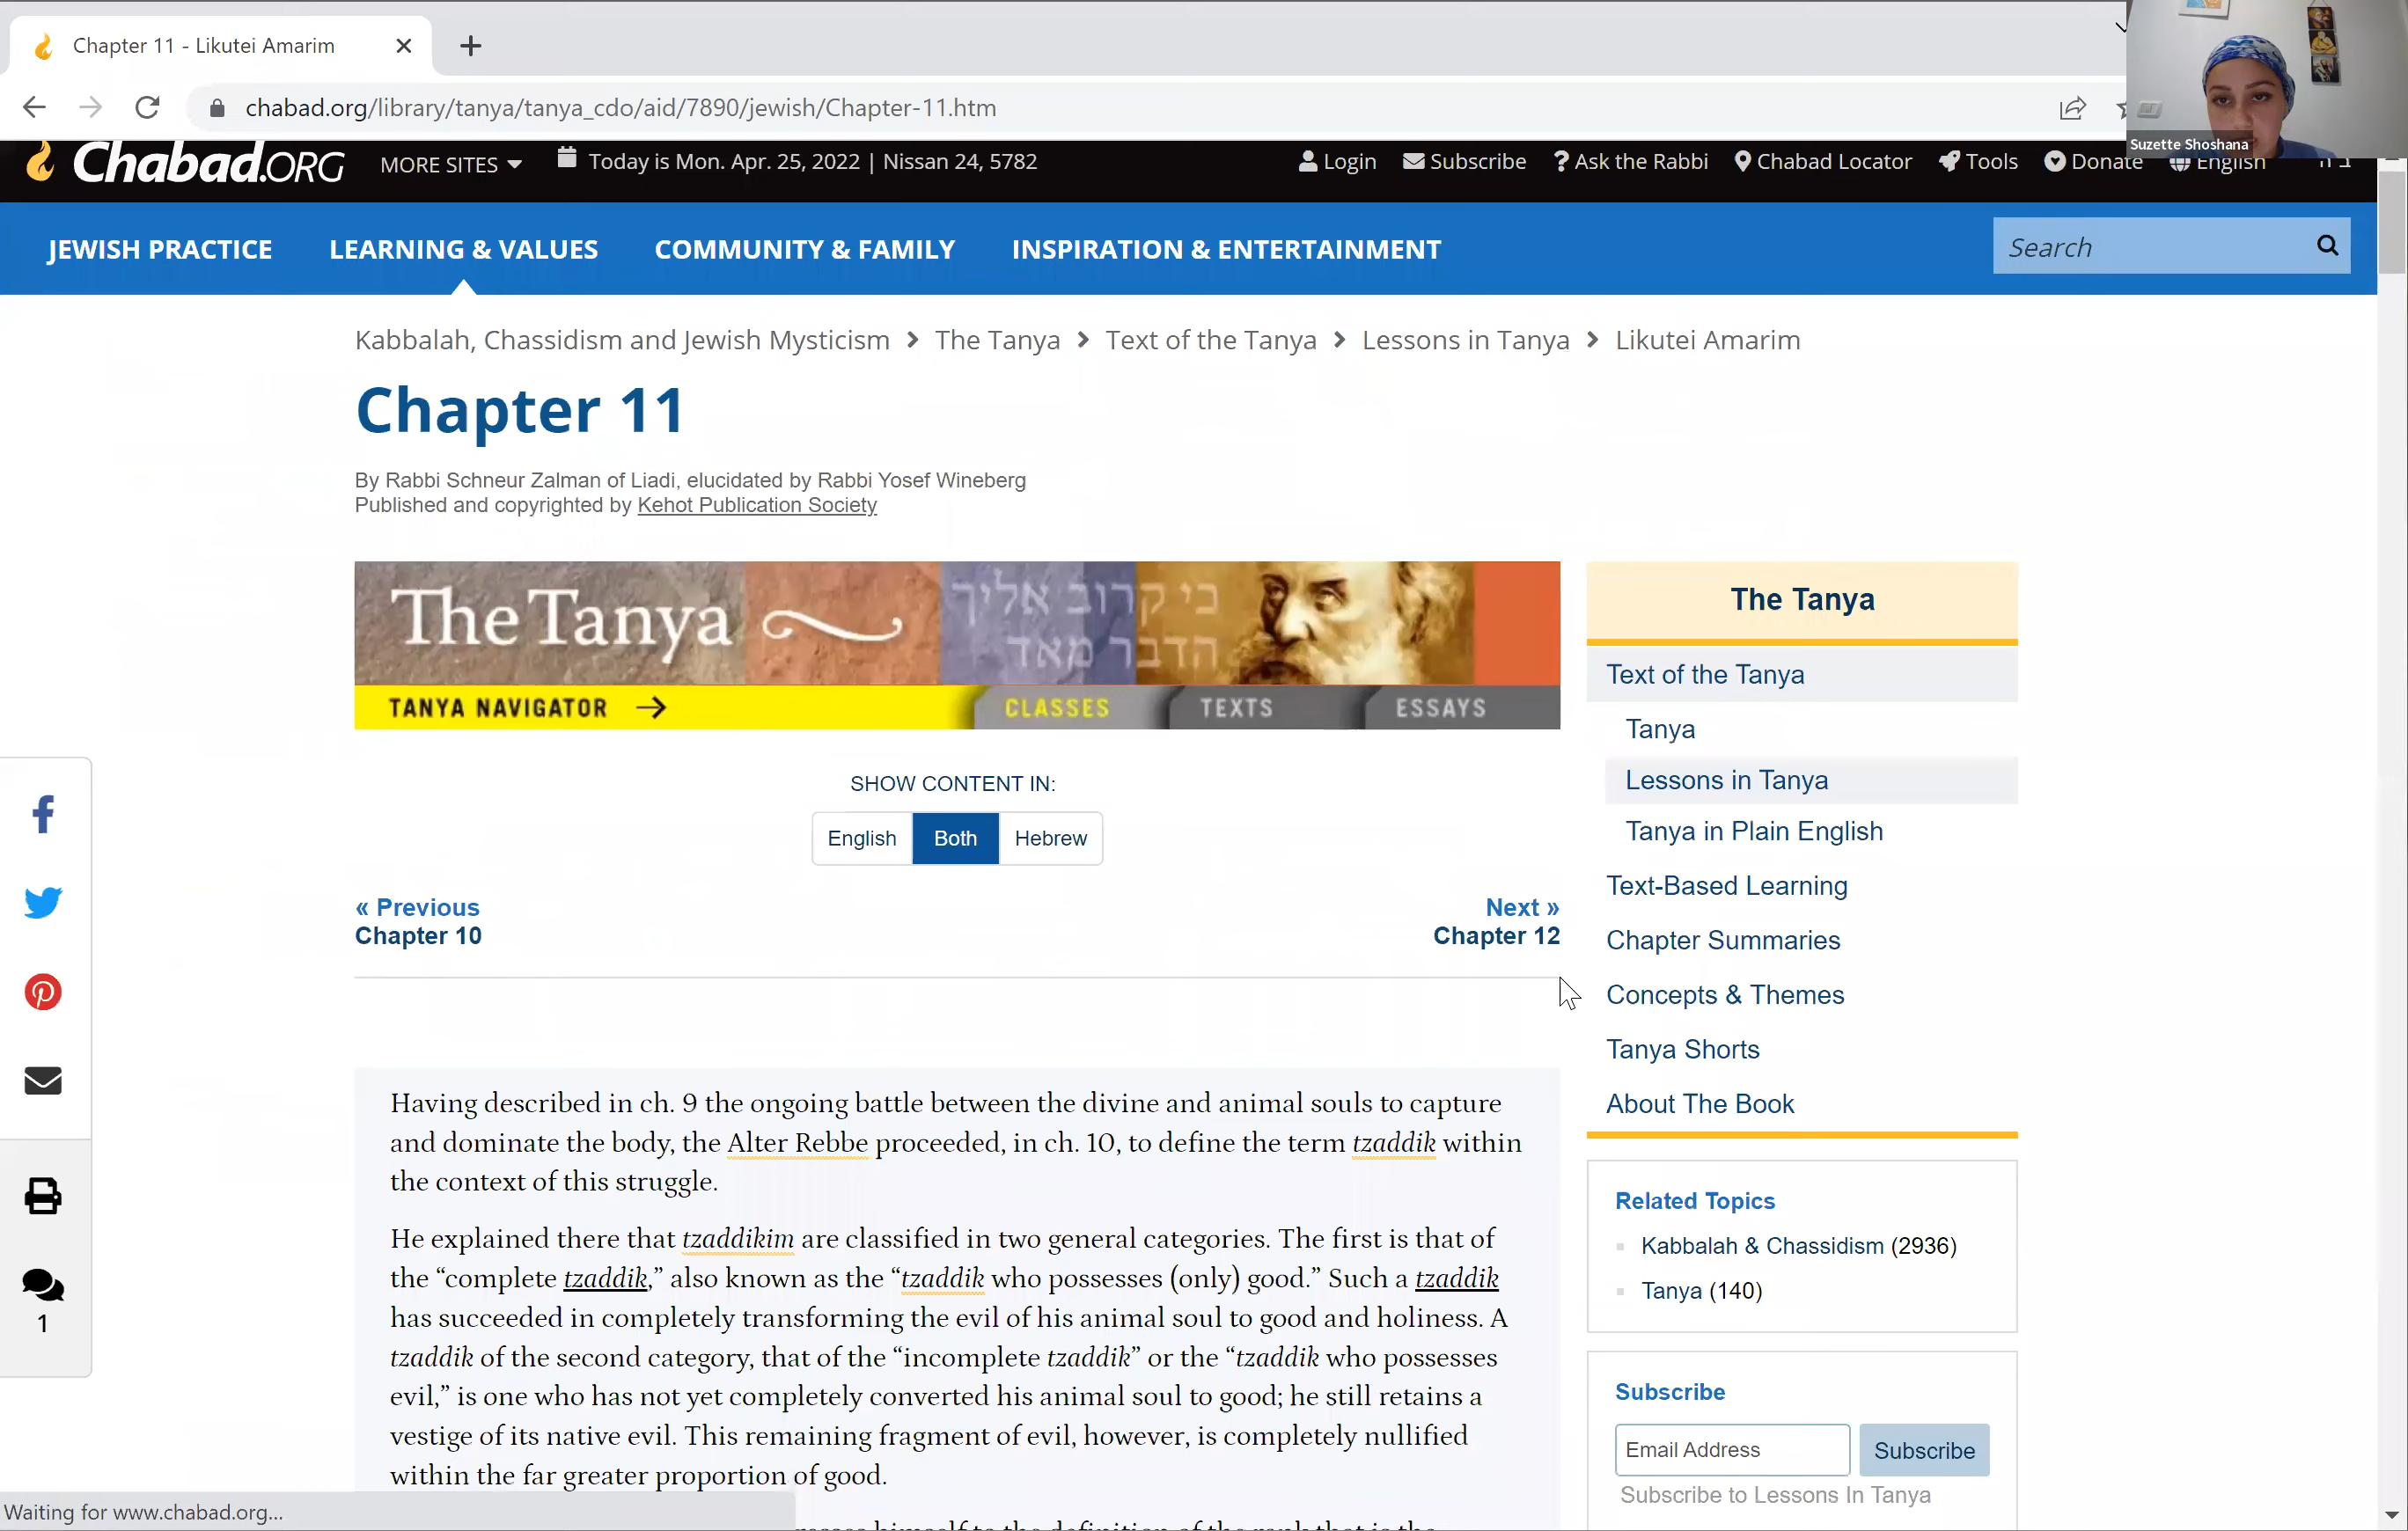 Chapter 11 - Likutei Amarim
chabad.org/library/tanya/tanya_cdo/aid/7890/jewish/Chapter-11.htm
Suzette Shoshana
Chabad.ORG MORE SITES Today is Mon. Apr. 25, 2022 | Nissan 24, 5782 Login Subscribe ? Ask the Rabbi Chabad Locator Tools Donate English
JEWISH PRACTICE LEARNING & VALUES COMMUNITY & FAMILY INSPIRATION & ENTERTAINMENT Search
Kabbalah, Chassidism and Jewish Mysticism > The Tanya > Text of the Tanya > Lessons in Tanya > Likutei Amarim
Chapter 11
By Rabbi Schneur Zalman of Liadi, elucidated by Rabbi Yosef Wineberg
Published and copyrighted by Kehot Publication Society
The Tanya
כי קרוב אליך
הדבר מאד
TANYA NAVIGATOR → CLASSES TEXTS ESSAYS
SHOW CONTENT IN:
English Both Hebrew
« Previous
Chapter 10
Next »
Chapter 12
Having described in ch. 9 the ongoing battle between the divine and animal souls to capture
and dominate the body, the Alter Rebbe proceeded, in ch. 10, to define the term tzaddik within
the context of this struggle.
He explained there that tzaddikim are classified in two general categories. The first is that of
the “complete tzaddik,” also known as the “tzaddik who possesses (only) good.” Such a tzaddik
has succeeded in completely transforming the evil of his animal soul to good and holiness. A
tzaddik of the second category, that of the “incomplete tzaddik” or the “tzaddik who possesses
evil,” is one who has not yet completely converted his animal soul to good; he still retains a
vestige of its native evil. This remaining fragment of evil, however, is completely nullified
within the far greater proportion of good.
himself to the definition of the rank that is the
The Tanya
Text of the Tanya
Tanya
Lessons in Tanya
Tanya in Plain English
Text-Based Learning
Chapter Summaries
Concepts & Themes
Tanya Shorts
About The Book
Related Topics
Kabbalah & Chassidism (2936)
Tanya (140)
Subscribe
Email Address Subscribe
Subscribe to Lessons In Tanya
1
Waiting for www.chabad.org...